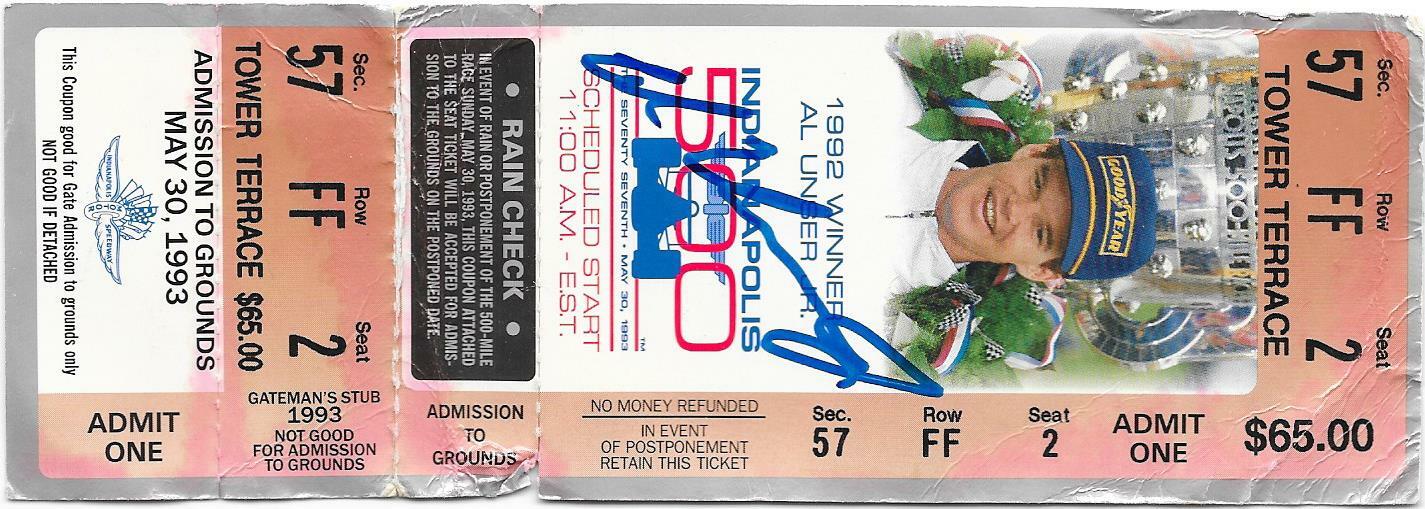 Sec. Row Seat
57 FF 2
TOWER TERRACE
GOODYEAR
1992 WINNER
AL UNSER JR.
INDIANAPOLIS
500
THE SEVENTY SEVENTH • MAY 30, 1993
TM
SCHEDULED START
11:00 A.M. - E.S.T.
NO MONEY REFUNDED
IN EVENT
OF POSTPONEMENT
RETAIN THIS TICKET
Sec. Row Seat
57 FF 2
ADMIT
ONE
$65.00
• RAIN CHECK •
IN EVENT OF RAIN OR POSTPONEMENT OF THE 500-MILE
RACE SUNDAY, MAY 30, 1993, THIS COUPON ATTACHED
TO THE SEAT TICKET WILL BE ACCEPTED FOR ADMIS-
SION TO THE GROUNDS ON THE POSTPONED DATE.
ADMISSION
TO
GROUNDS
Sec. Row Seat
57 FF 2
TOWER TERRACE $65.00
GATEMAN'S STUB
1993
NOT GOOD
FOR ADMISSION
TO GROUNDS
ADMISSION TO GROUNDS
MAY 30, 1993
INDIANAPOLIS
MOTOR
SPEEDWAY
This Coupon good for Gate Admission to grounds only
NOT GOOD IF DETACHED
ADMIT
ONE